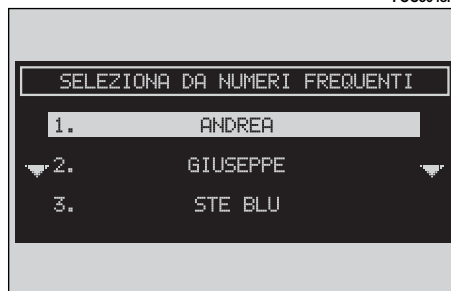 SELEZIONA DA NUMERI FREQUENTI
1. ANDREA
2. GIUSEPPE
3. STE BLU